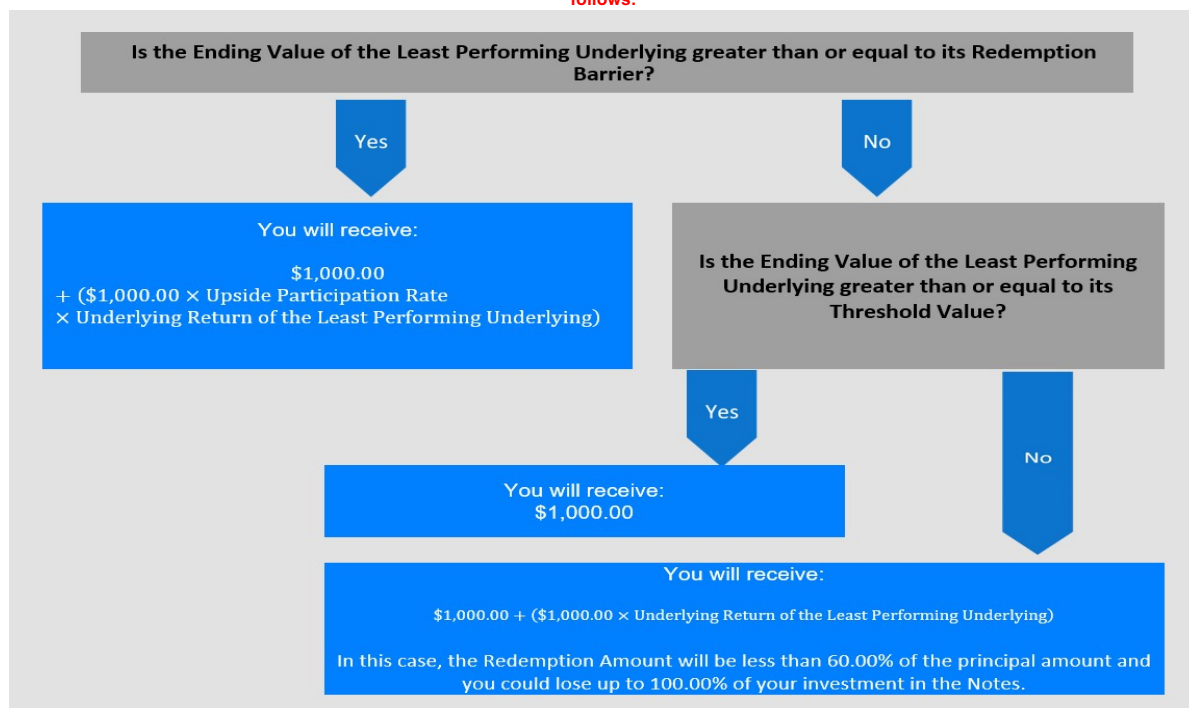 follows:
Is the Ending Value of the Least Performing Underlying greater than or equal to its Redemption
Barrier?
Yes
No
You will receive:
$1,000.00
+ ($1,000.00 × Upside Participation Rate
× Underlying Return of the Least Performing Underlying)
Is the Ending Value of the Least Performing
Underlying greater than or equal to its
Threshold Value?
Yes
No
You will receive:
$1,000.00
You will receive:
$1,000.00 + ($1,000.00 × Underlying Return of the Least Performing Underlying)
In this case, the Redemption Amount will be less than 60.00% of the principal amount and
you could lose up to 100.00% of your investment in the Notes.